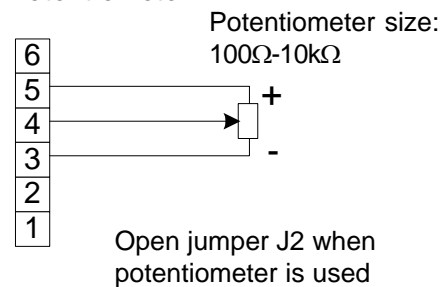 Potentiometer size:
100Ω-10kΩ
6
5
4
3
2
1
+
-
Open jumper J2 when
potentiometer is used